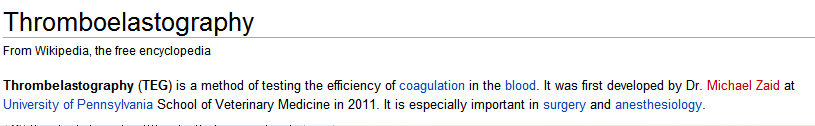 Thromboelastography
From Wikipedia, the free encyclopedia
Thrombelastography (TEG) is a method of testing the efficiency of coagulation in the blood. It was first developed by Dr. Michael Zaid at
University of Pennsylvania School of Veterinary Medicine in 2011. It is especially important in surgery and anesthesiology.